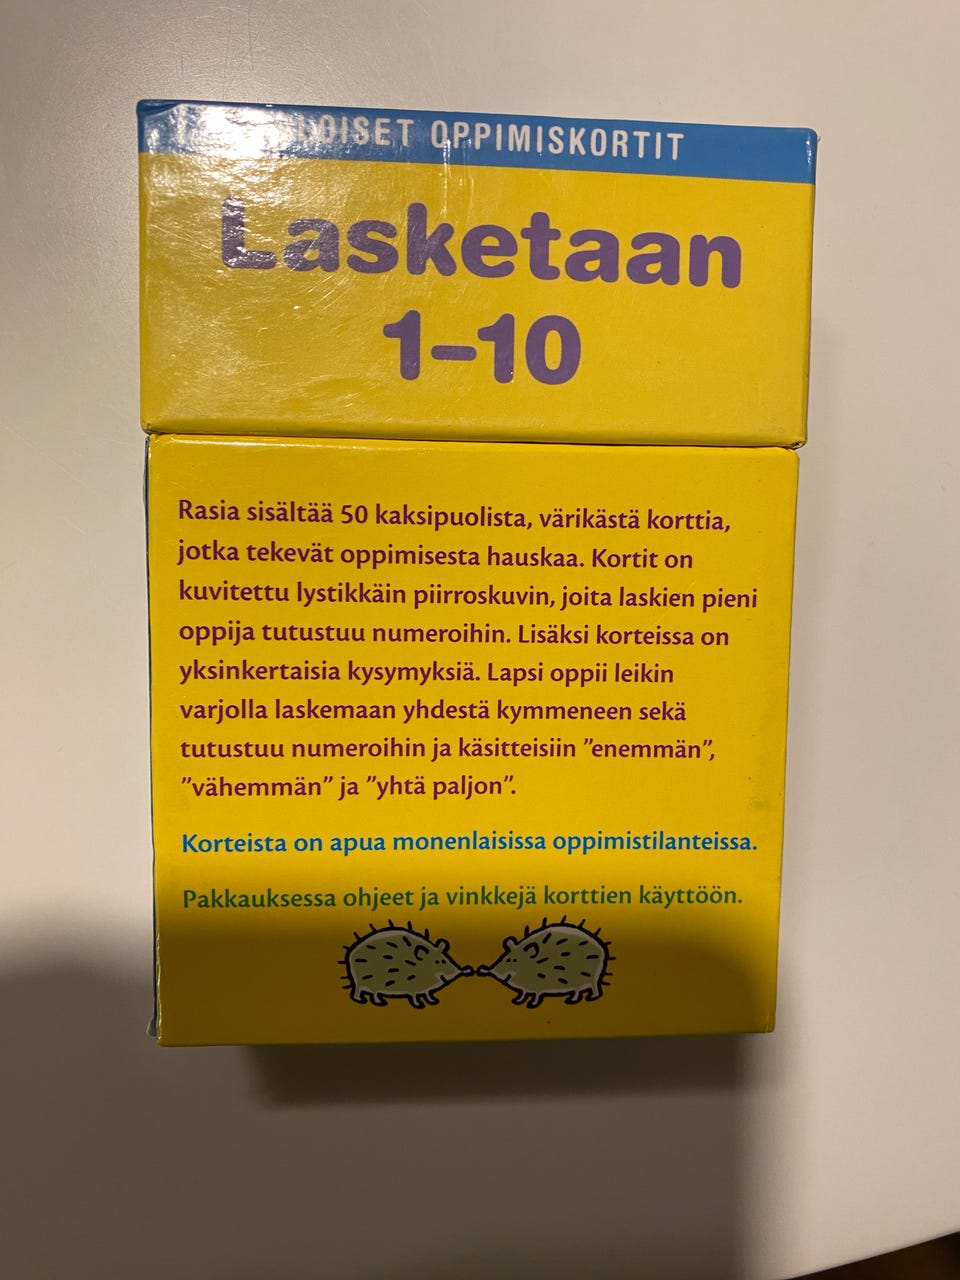 OPPIMISKORTIT
Lasketaan
1–10
Rasia sisältää 50 kaksipuolista, värikästä korttia,
jotka tekevät oppimisesta hauskaa. Kortit on
kuvitettu lystikkäin piirroskuvin, joita laskien pieni
oppija tutustuu numeroihin. Lisäksi korteissa on
yksinkertaisia kysymyksiä. Lapsi oppii leikin
varjolla laskemaan yhdestä kymmeneen sekä
tutustuu numeroihin ja käsitteisiin ”enemmän”,
”vähemmän” ja ”yhtä paljon”.
Korteista on apua monenlaisissa oppimistilanteissa.
Pakkauksessa ohjeet ja vinkkejä korttien käyttöön.